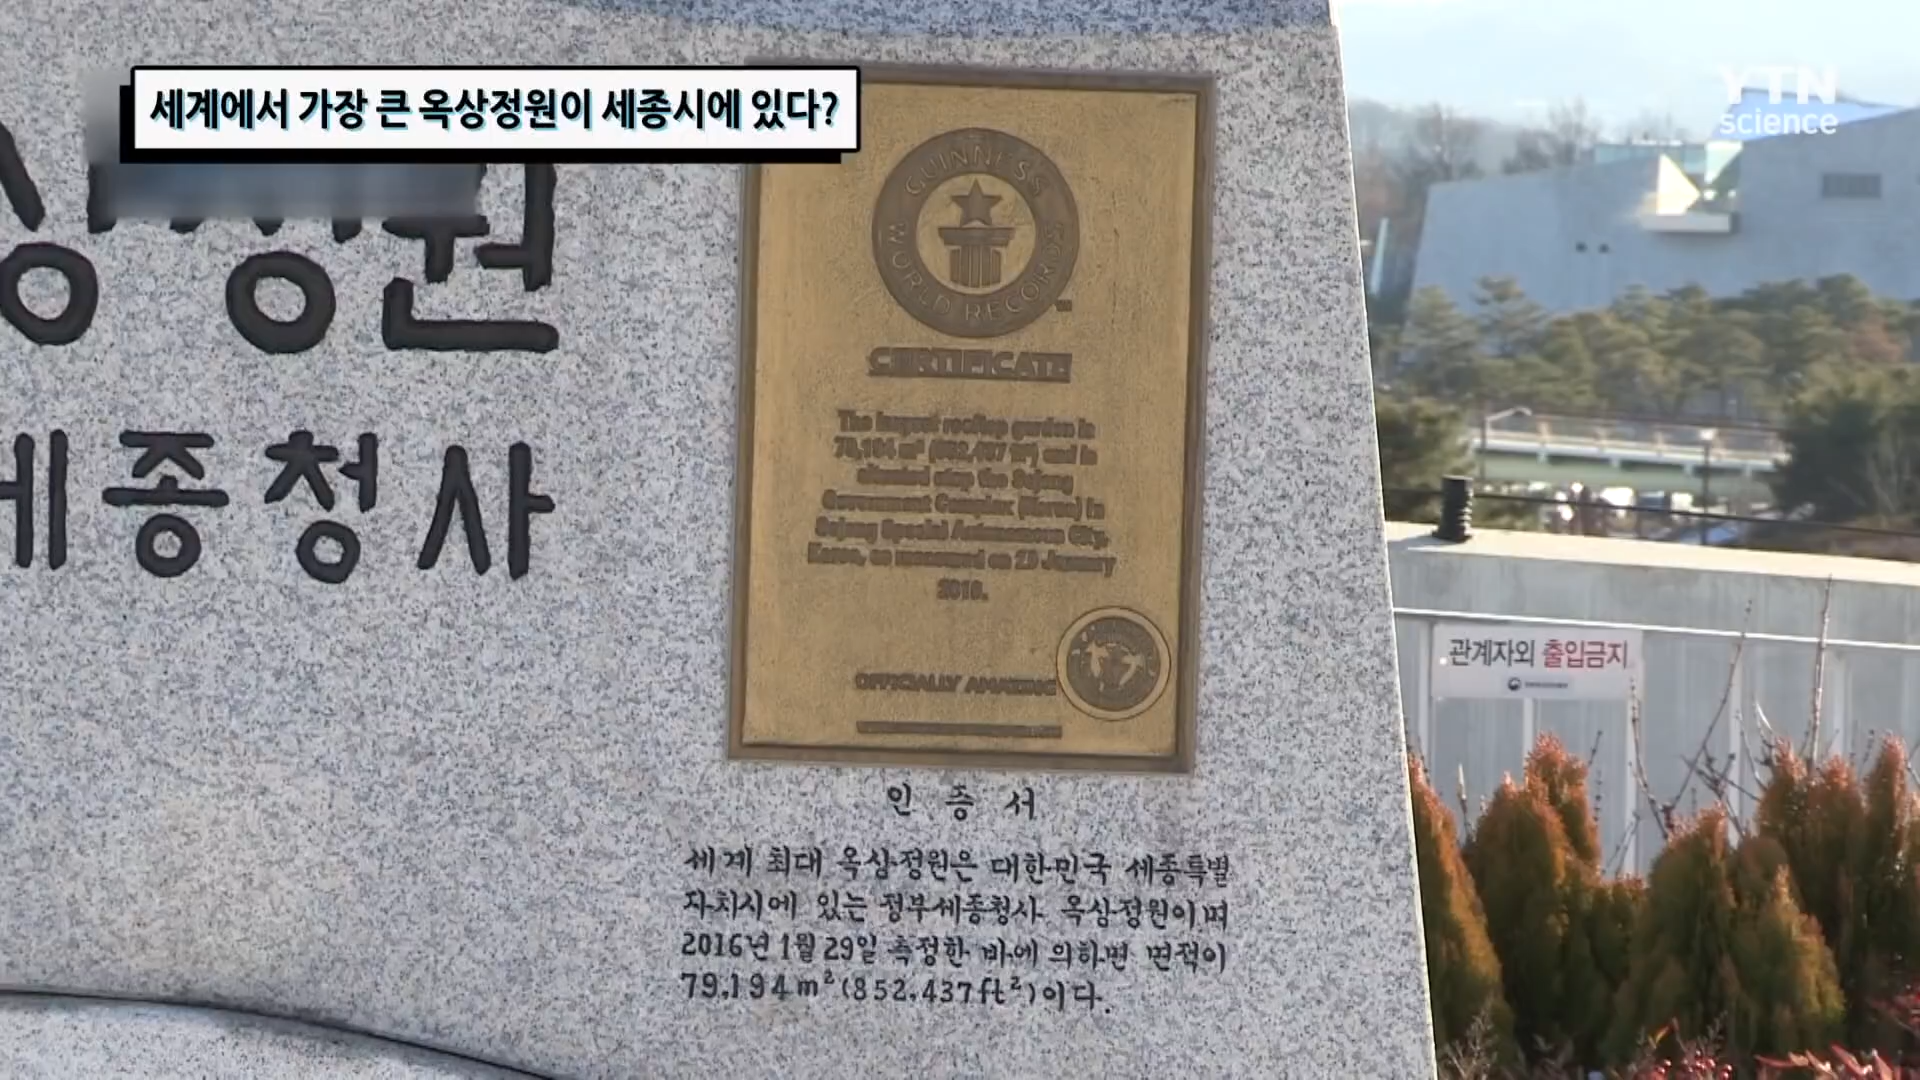 세계에서 가장 큰 옥상정원이 세종시에 있다?
YTN
science
상정원
세종청사
GUINNESS WORLD RECORDS
CERTIFICATE
The largest rooftop garden is
79,194 m² (852,437 ft²) and is
situated atop the Sejong
Government Complex (Korea) in
Sejong Special Autonomous City,
Korea, as measured on 29 January
2016.
OFFICIALLY AMAZING
인증서
세계 최대 옥상정원은 대한민국 세종특별
자치시에 있는 정부세종청사 옥상정원이며
2016년 1월 29일 측정한 바에 의하면 면적이
79,194m²(852,437ft²)이다.
관계자외 출입금지